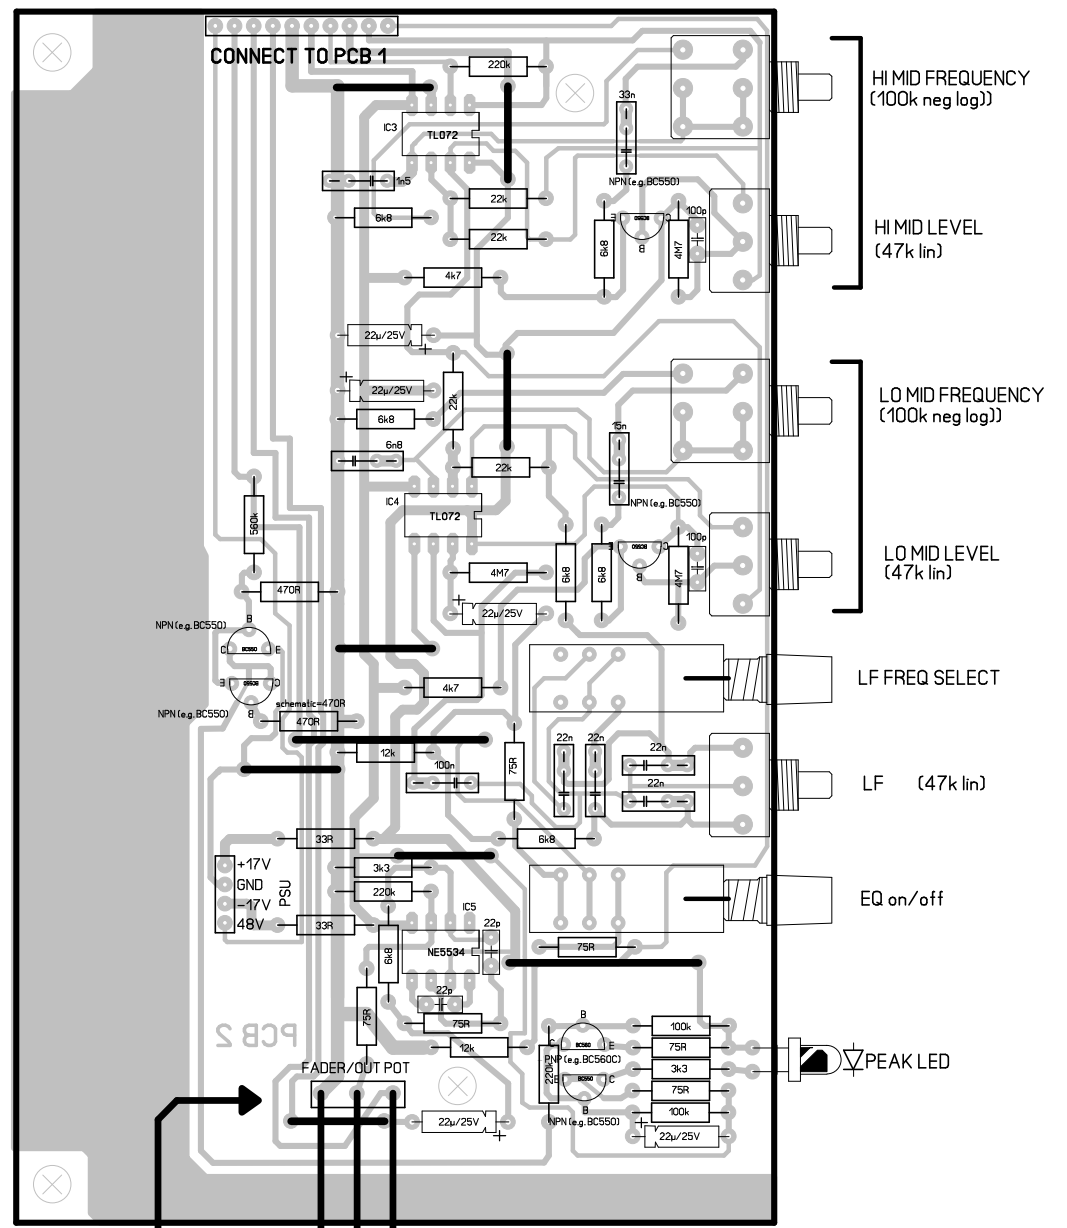 CONNECT TO PCB 1
220k
HI MID FREQUENCY
(100k neg log))
33n
IC3
TL072
1n5
NPN (e.g. BC550)
22k
6k8
100p
BC550
E
C
B
HI MID LEVEL
(47k lin)
22k
6k8
4M7
4k7
22µ/25V
+
+
22µ/25V
22k
LO MID FREQUENCY
(100k neg log))
6k8
15n
6n8
22k
IC4
NPN (e.g. BC550)
TL072
560k
100p
BC550
E
C
B
LO MID LEVEL
(47k lin)
4M7
6k8
6k8
4M7
470R
+
22µ/25V
B
NPN (e.g. BC550)
C
BC550
E
LF FREQ SELECT
E
BC550
C
4k7
schematic=470R
NPN (e.g. BC550)
B
470R
12k
22n
22n
22n
100n
75R
22n
LF
(47k lin)
33R
6k8
+17V
GND
-17V
48V
PSU
3k3
220k
EQ on/off
IC5
22p
33R
6k8
NE5534
75R
22p
75R
PCB 2
75R
12k
B
C
BC560
E
PNP (e.g. BC560C)
100k
75R
3k3
75R
100k
PEAK LED
FADER/OUT POT
220k
E
BC550
C
B
NPN (e.g. BC550)
22µ/25V
+
+
22µ/25V